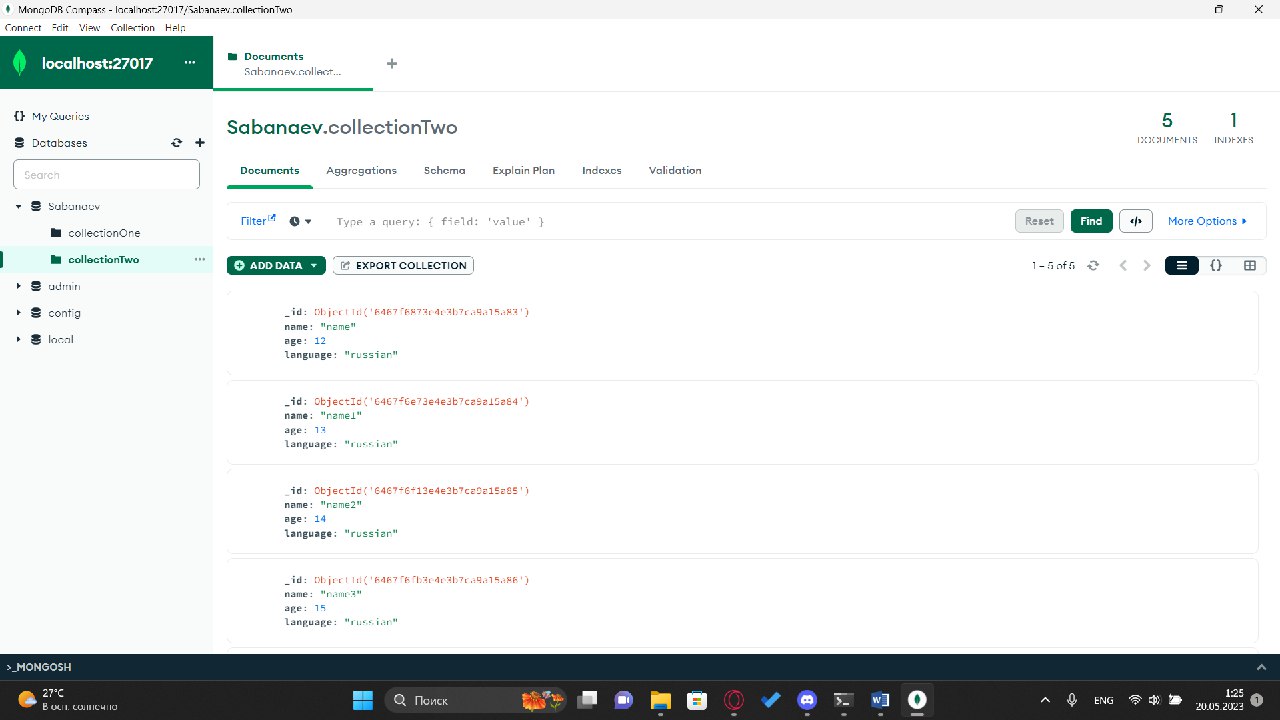 MongoDB Compass - localhost:27017/Sabanaev.collectionTwo
Connect Edit View Collection Help
localhost:27017
Documents
Sabanaev.collect...
My Queries
Databases
Search
Sabanaev
collectionOne
collectionTwo
admin
config
local
Sabanaev.collectionTwo
5
DOCUMENTS
1
INDEXES
Documents Aggregations Schema Explain Plan Indexes Validation
Filter Type a query: { field: 'value' } Reset Find </> More Options
ADD DATA EXPORT COLLECTION 1 – 5 of 5 {}
_id: ObjectId('6467f6873e4e3b7ca9a15a83')
name: "name"
age: 12
language: "russian"
_id: ObjectId('6467f6e73e4e3b7ca9a15a84')
name: "name1"
age: 13
language: "russian"
_id: ObjectId('6467f6f13e4e3b7ca9a15a85')
name: "name2"
age: 14
language: "russian"
_id: ObjectId('6467f6fb3e4e3b7ca9a15a86')
name: "name3"
age: 15
language: "russian"
>_MONGOSH
27°C
В осн. солнечно
Поиск
ENG
1:25
20.05.2023
1